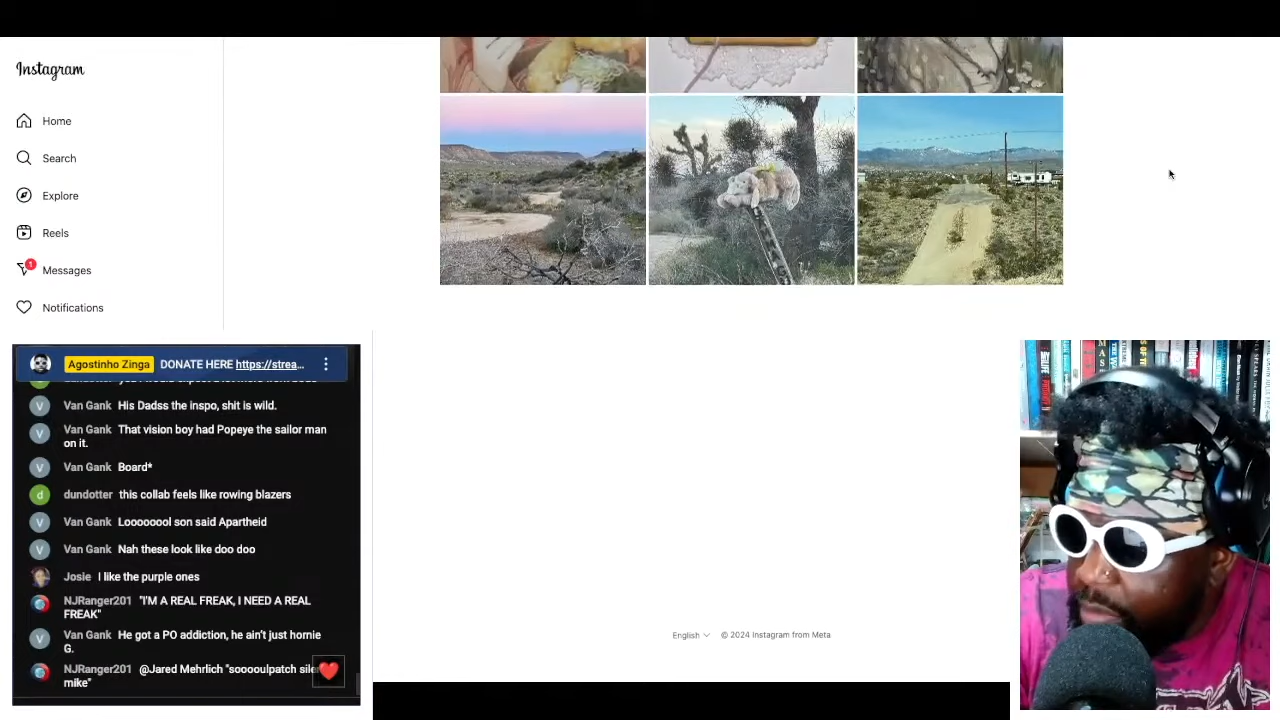 Instagram
Home
Search
Explore
Reels
1
Messages
Notifications
Agostinho Zinga DONATE HERE https://strea...
Van Gank His Dadss the inspo, shit is wild.
Van Gank That vision boy had Popeye the sailor man
on it.
Van Gank Board*
dundotter this collab feels like rowing blazers
Van Gank Loooooool son said Apartheid
Van Gank Nah these look like doo doo
Josie I like the purple ones
NJRanger201 "I'M A REAL FREAK, I NEED A REAL
FREAK"
Van Gank He got a PO addiction, he ain't just hornie
G.
NJRanger201 @Jared Mehrlich "sooooulpatch
mike"
English © 2024 Instagram from Meta